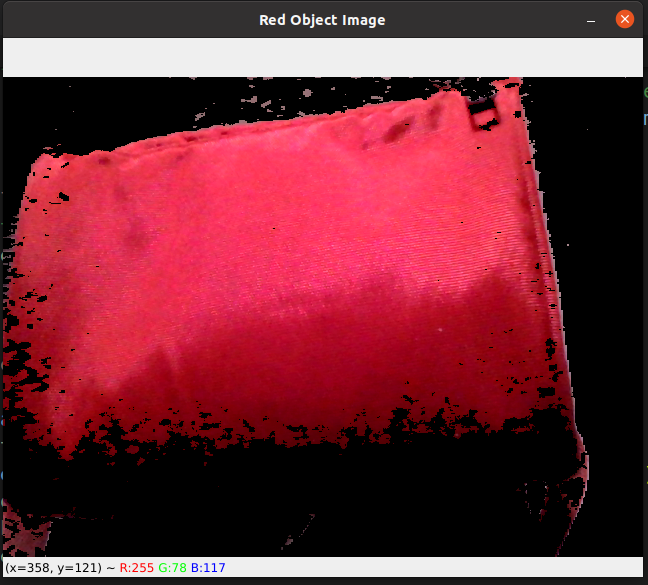 Red Object Image
(x=358, y=121) ~ R:255 G:78 B:117